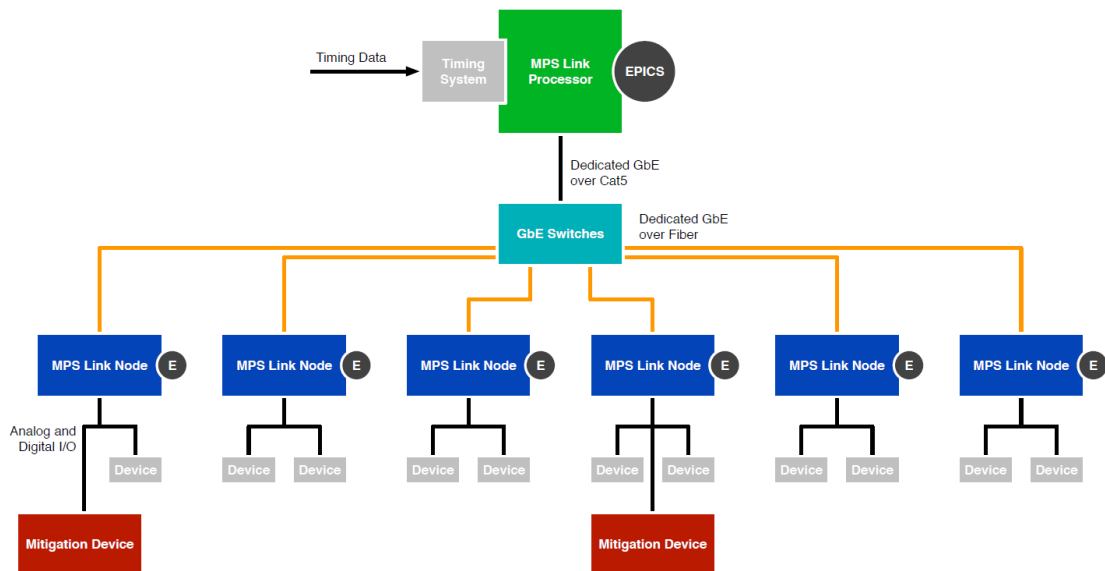 Timing Data
Timing
System
MPS Link
Processor
EPICS
Dedicated GbE
over Cat5
GbE Switches
Dedicated GbE
over Fiber
MPS Link Node
E
MPS Link Node
E
MPS Link Node
E
MPS Link Node
E
MPS Link Node
E
MPS Link Node
E
Analog and
Digital I/O
Device
Device
Device
Device
Device
Device
Device
Device
Device
Device
Device
Mitigation Device
Mitigation Device